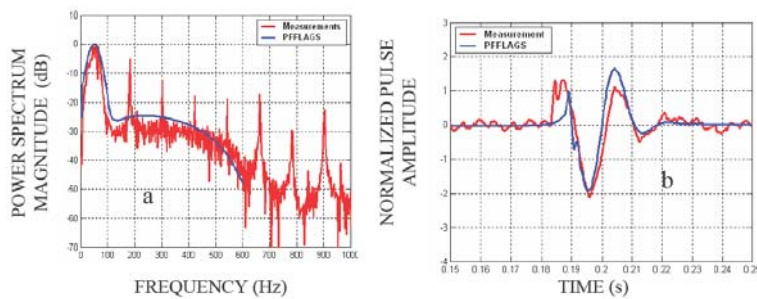 POWER SPECTRUM
MAGNITUDE (dB)
10
0
-10
-20
-30
-40
-50
-60
-70
Measurements
PFFLAGS
a
0 100 200 300 400 500 600 700 800 900 1000
FREQUENCY (Hz)
NORMALIZED PULSE
AMPLITUDE
3
2
1
0
-1
-2
-3
-4
Measurement
PFFLAGS
b
0.15 0.16 0.17 0.18 0.19 0.2 0.21 0.22 0.23 0.24 0.25
TIME (s)